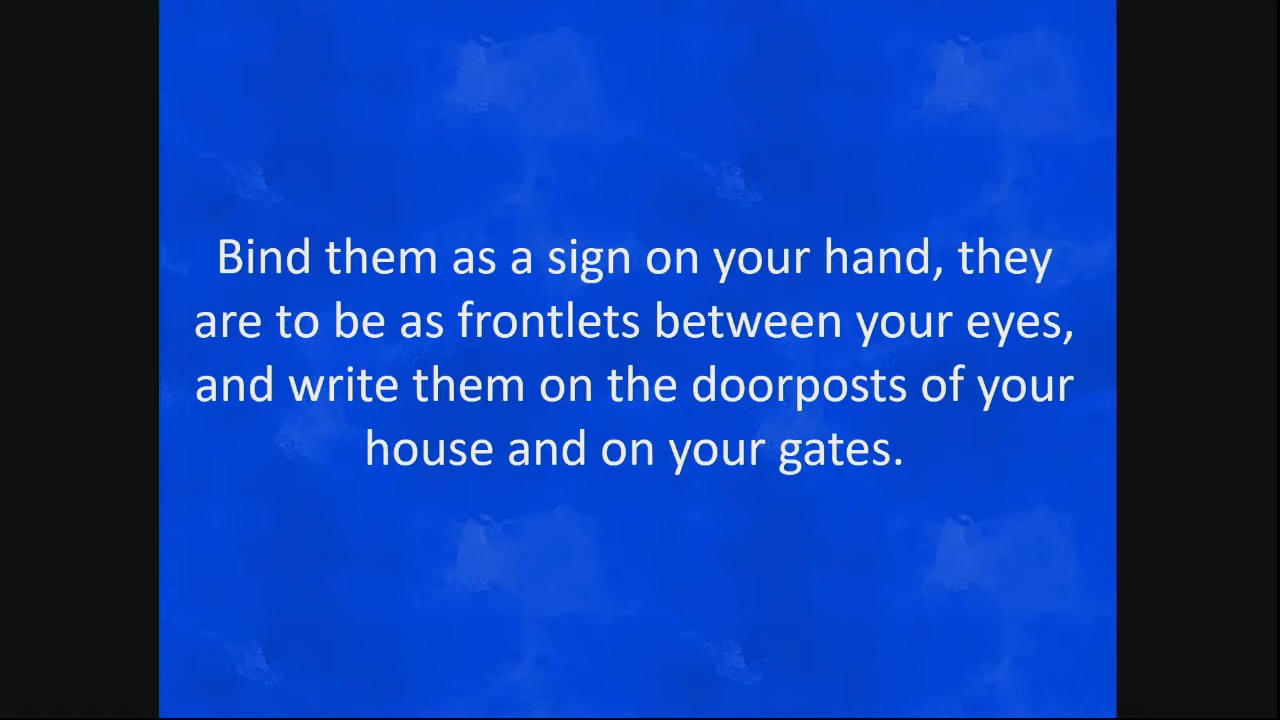 Bind them as a sign on your hand, they
are to be as frontlets between your eyes,
and write them on the doorposts of your
house and on your gates.